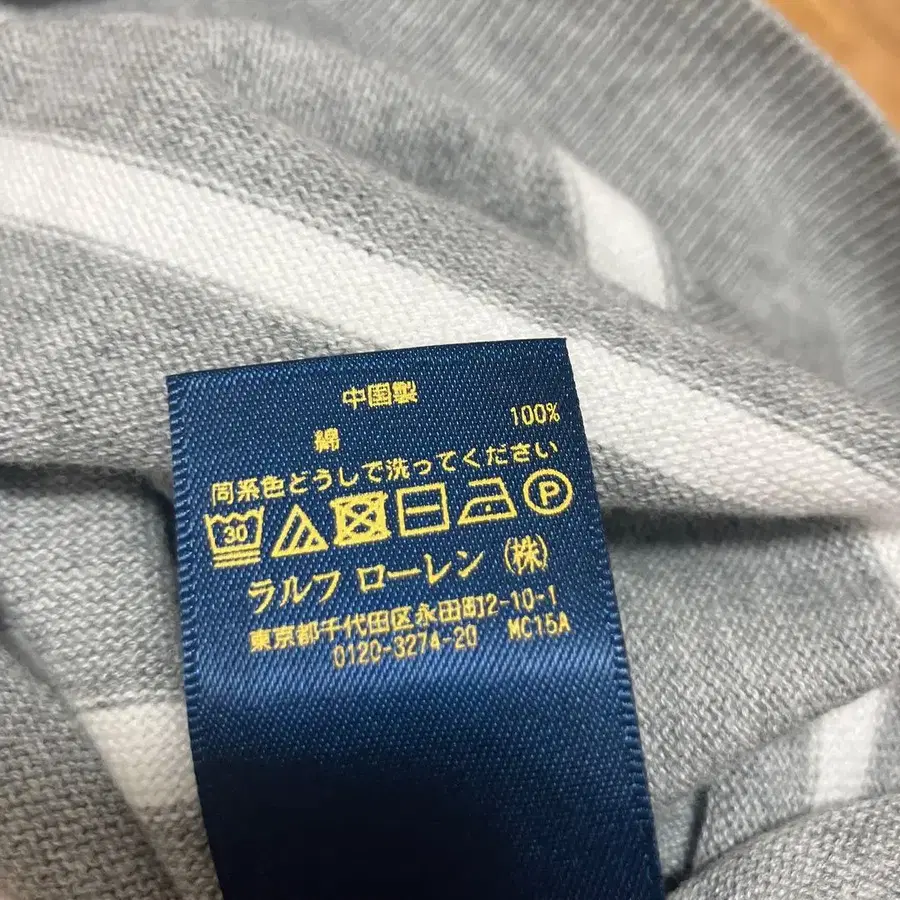 中国製
綿 100%
同系色どうしで洗ってください
30 P
ラルフ ローレン (株)
東京都千代田区永田町2-10-1
0120-3274-20 MC15A